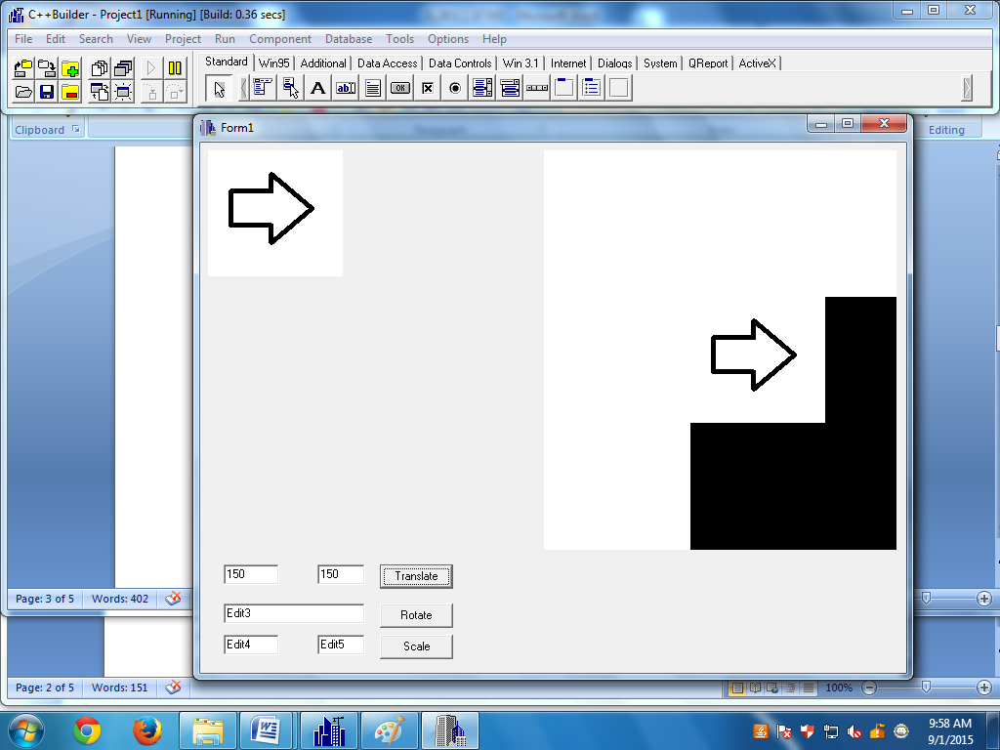 C++Builder - Project1 [Running] [Build: 0.36 secs]
File Edit Search View Project Run Component Database Tools Options Help
Standard Win95 Additional Data Access Data Controls Win 3.1 Internet Dialogs System QReport ActiveX
A ab OK
Clipboard Editing
Form1
150 150 Translate
Edit3 Rotate
Edit4 Edit5 Scale
Page: 3 of 5 Words: 402
Page: 2 of 5 Words: 151 100%
9:58 AM
9/1/2015